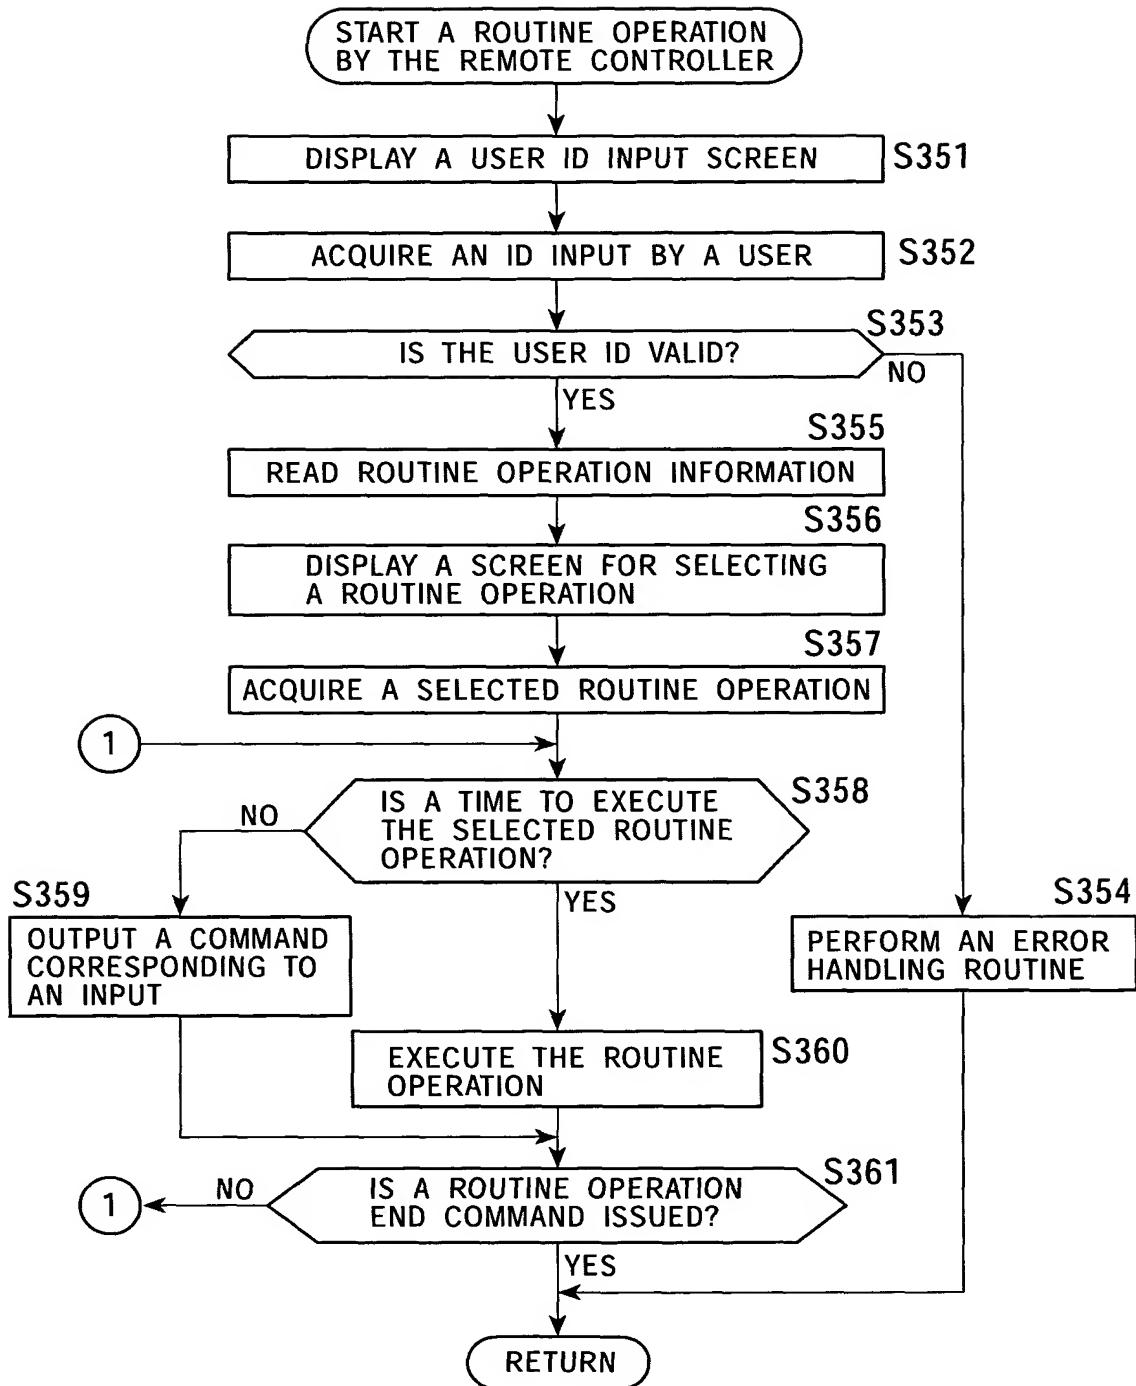 START A ROUTINE OPERATION
BY THE REMOTE CONTROLLER
DISPLAY A USER ID INPUT SCREEN
S351
ACQUIRE AN ID INPUT BY A USER
S352
S353
IS THE USER ID VALID?
NO
YES
S355
READ ROUTINE OPERATION INFORMATION
S356
DISPLAY A SCREEN FOR SELECTING
A ROUTINE OPERATION
S357
ACQUIRE A SELECTED ROUTINE OPERATION
1
S358
IS A TIME TO EXECUTE
THE SELECTED ROUTINE
OPERATION?
NO
YES
S359
OUTPUT A COMMAND
CORRESPONDING TO
AN INPUT
S354
PERFORM AN ERROR
HANDLING ROUTINE
EXECUTE THE ROUTINE
OPERATION
S360
S361
IS A ROUTINE OPERATION
END COMMAND ISSUED?
NO
1
YES
RETURN